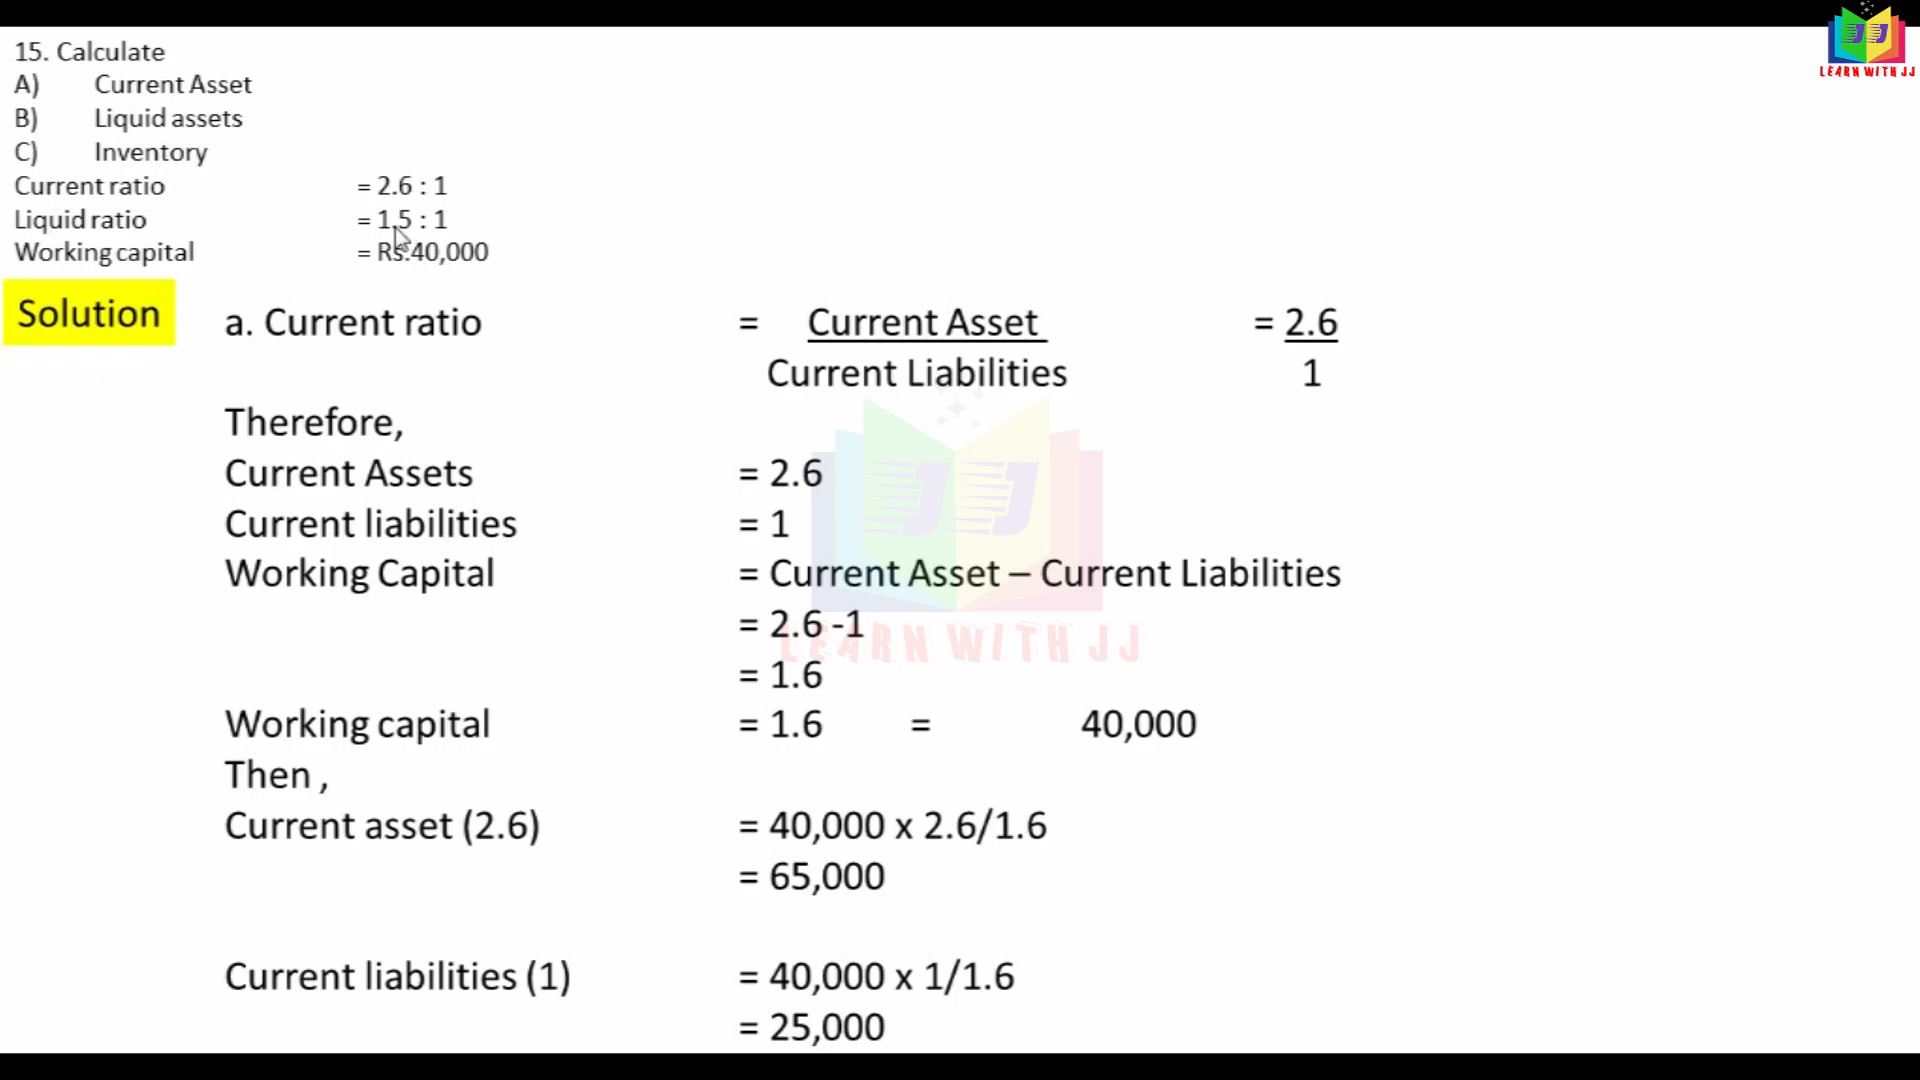 LEARN WITH JJ
15. Calculate
A) Current Asset
B) Liquid assets
C) Inventory
Current ratio = 2.6 : 1
Liquid ratio = 1.5 : 1
Working capital = Rs.40,000
Solution
a. Current ratio = Current Asset = 2.6
Current Liabilities 1
Therefore,
Current Assets = 2.6
Current liabilities = 1
Working Capital = Current Asset – Current Liabilities
= 2.6 -1
LEARN WITH JJ
= 1.6
Working capital = 1.6 = 40,000
Then ,
Current asset (2.6) = 40,000 x 2.6/1.6
= 65,000
Current liabilities (1) = 40,000 x 1/1.6
= 25,000